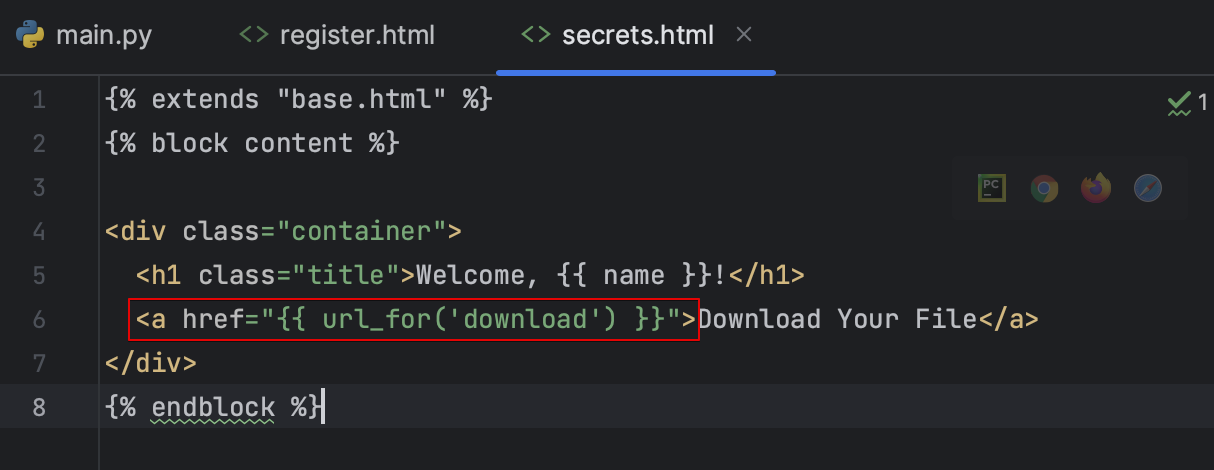 main.py <> register.html <> secrets.html ×
1 {% extends "base.html" %}
✓ 1
2 {% block content %}
3
PC
4 <div class="container">
5   <h1 class="title">Welcome, {{ name }}!</h1>
6   <a href="{{ url_for('download') }}">Download Your File</a>
7 </div>
8 {% endblock %}